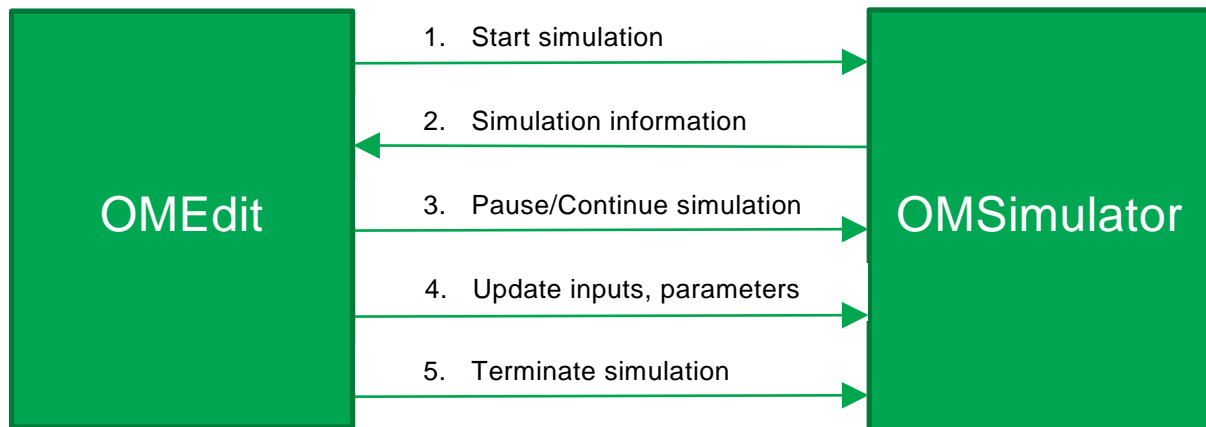 1. Start simulation
2. Simulation information
OMEdit
3. Pause/Continue simulation
OMSimulator
4. Update inputs, parameters
5. Terminate simulation